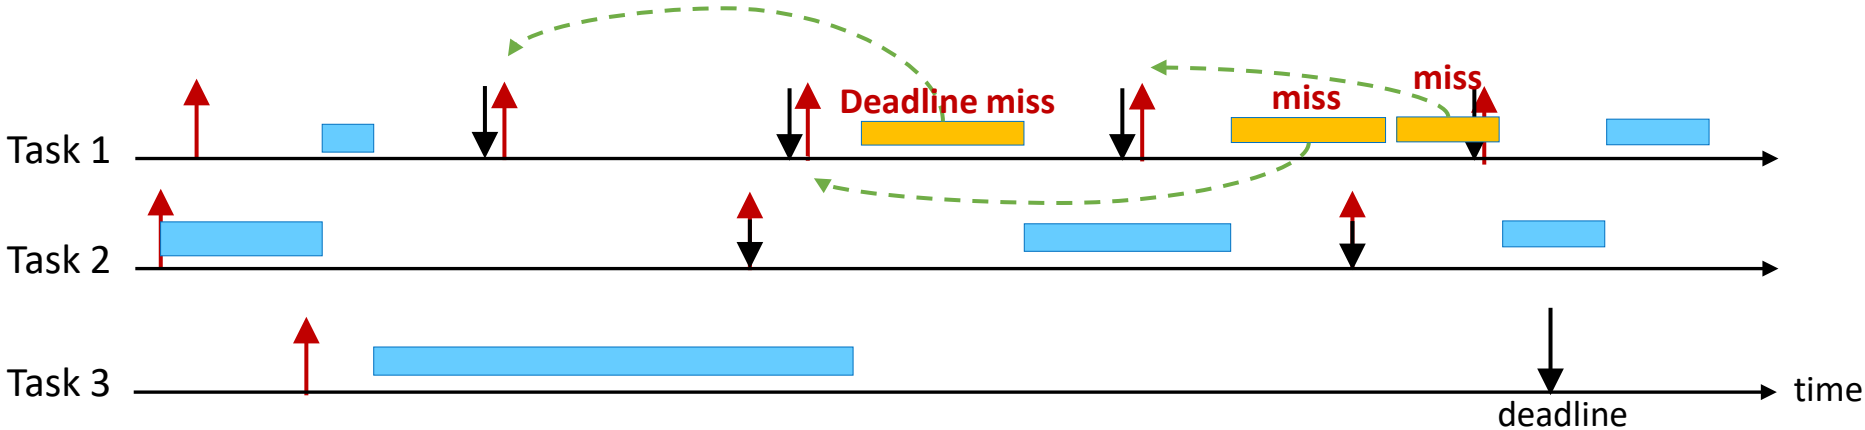 miss
Deadline miss
miss
Task 1
Task 2
Task 3
time
deadline